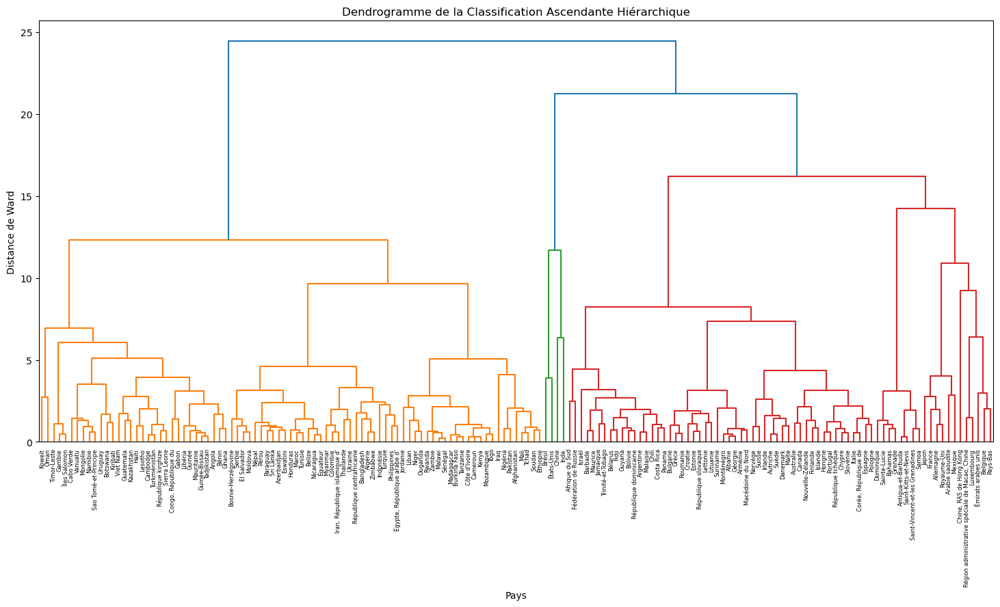 Dendrogramme de la Classification Ascendante Hiérarchique
25
20
15
10
5
0
Distance de Ward
Koweït
Oman
Timor-Leste
Gambie
Îles Salomon
Cabo Verde
Vanuatu
Mongolie
Namibie
Sao Tomé-et-Principe
Uruguay
Botswana
Kiribati
Viet Nam
Guatemala
Kazakhstan
Haïti
Lesotho
Cambodge
Turkménistan
République kirghize
Sierra Leone
Congo, République du
Gabon
Libéria
Guinée
Mauritanie
Guinée-Bissau
Tadjikistan
Angola
Bénin
Ghana
Bosnie-Herzégovine
Serbie
El Salvador
Moldova
Népal
Pérou
Paraguay
Sri Lanka
Azerbaïdjan
Eswatini
Honduras
Maroc
Tunisie
Belize
Nicaragua
Équateur
Myanmar
Colombie
Iran, République islamique d'
Thaïlande
Ukraine
République centrafricaine
Bangladesh
Algérie
Zimbabwe
Indonésie
Turquie
Philippines
Égypte, République arabe d'
Jordanie
Liban
Niger
Ouganda
Rwanda
Zambie
Malawi
Sénégal
Madagascar
Burkina Faso
Tanzanie
Côte d'Ivoire
Cameroun
Kenya
Mozambique
Togo
Iraq
Nigéria
Pakistan
Afghanistan
Mali
Tchad
Soudan
Éthiopie
Brésil
États-Unis
Chine
Inde
Afrique du Sud
Fédération de Russie
Israël
Barbade
Maurice
Jamaïque
Trinité-et-Tobago
Bélarus
Fidji
Bolivie
Guyane
République dominicaine
Argentine
Malaisie
Chili
Costa Rica
Panama
Bulgarie
Grèce
Roumanie
Croatie
Estonie
République slovaque
Lettonie
Lituanie
Suriname
Monténégro
Albanie
Géorgie
Arménie
Macédoine du Nord
Norvège
Suisse
Irlande
Autriche
Suède
Danemark
Malte
Australie
Canada
Nouvelle-Zélande
Finlande
Islande
Hongrie
Portugal
République tchèque
Chypre
Slovénie
Italie
Corée, République de
Espagne
Pologne
Dominique
Sainte-Lucie
Bahamas
Grenade
Antigua-et-Barbuda
Saint-Kitts-et-Nevis
Saint-Vincent-et-les Grenadines
Samoa
Japon
France
Allemagne
Royaume-Uni
Arabie saoudite
Mexique
Chine, RAS de Hong Kong
Région administrative spéciale de Macao, Chine
Luxembourg
Émirats arabes unis
Belgique
Pays-Bas
Pays